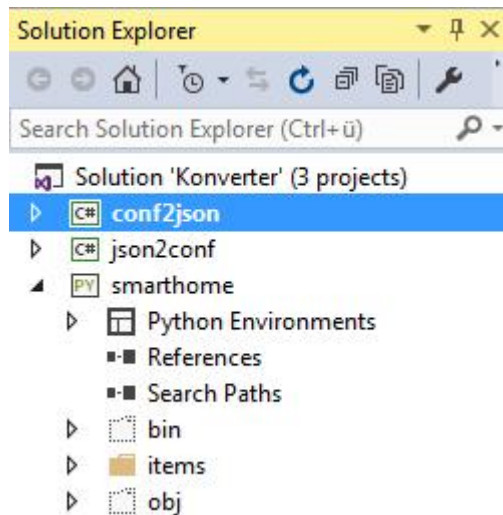 Solution Explorer
Search Solution Explorer (Ctrl+ü)
Solution 'Konverter' (3 projects)
C# conf2json
C# json2conf
PY smarthome
Python Environments
References
Search Paths
bin
items
obj